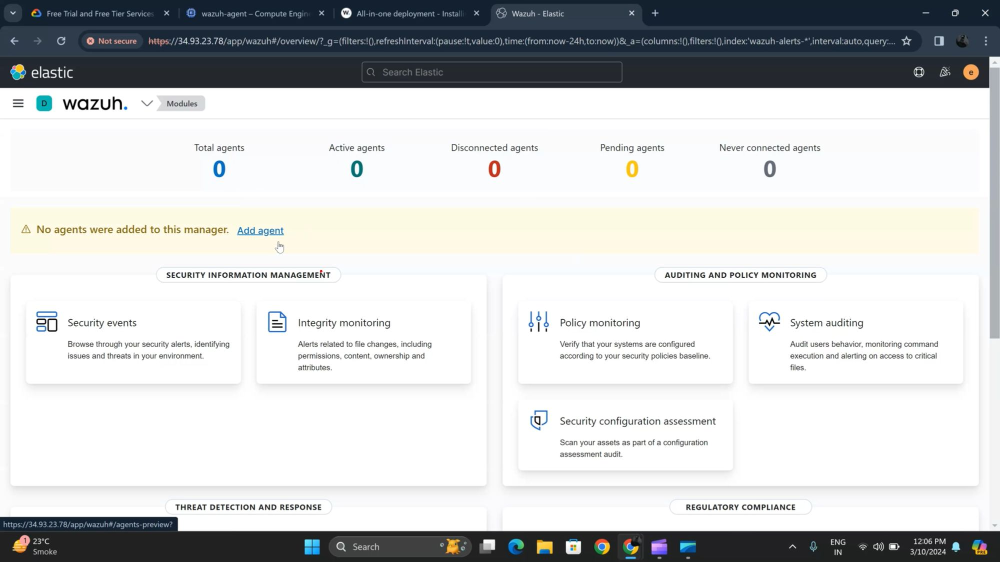 Free Trial and Free Tier Services
wazuh-agent – Compute Engin
W.
All-in-one deployment - Installi
Wazuh - Elastic
Not secure
https://34.93.23.78/app/wazuh#/overview/?_g=(filters:!(),refreshInterval:(pause:!t,value:0),time:(from:now-24h,to:now))&_a=(columns:!(),filters:!(),index:'wazuh-alerts-*',interval:auto,query:...
elastic
Search Elastic
e
D
wazuh.
Modules
Total agents
Active agents
Disconnected agents
Pending agents
Never connected agents
0
0
0
0
0
No agents were added to this manager. Add agent
SECURITY INFORMATION MANAGEMENT
Security events
Browse through your security alerts, identifying
issues and threats in your environment.
Integrity monitoring
Alerts related to file changes, including
permissions, content, ownership and
attributes.
AUDITING AND POLICY MONITORING
Policy monitoring
Verify that your systems are configured
according to your security policies baseline.
System auditing
Audit users behavior, monitoring command
execution and alerting on access to critical
files.
Security configuration assessment
Scan your assets as part of a configuration
assessment audit.
THREAT DETECTION AND RESPONSE
REGULATORY COMPLIANCE
https://34.93.23.78/app/wazuh#/agents-preview?
1
23°C
Smoke
Search
ENG
IN
12:06 PM
3/10/2024
PRE